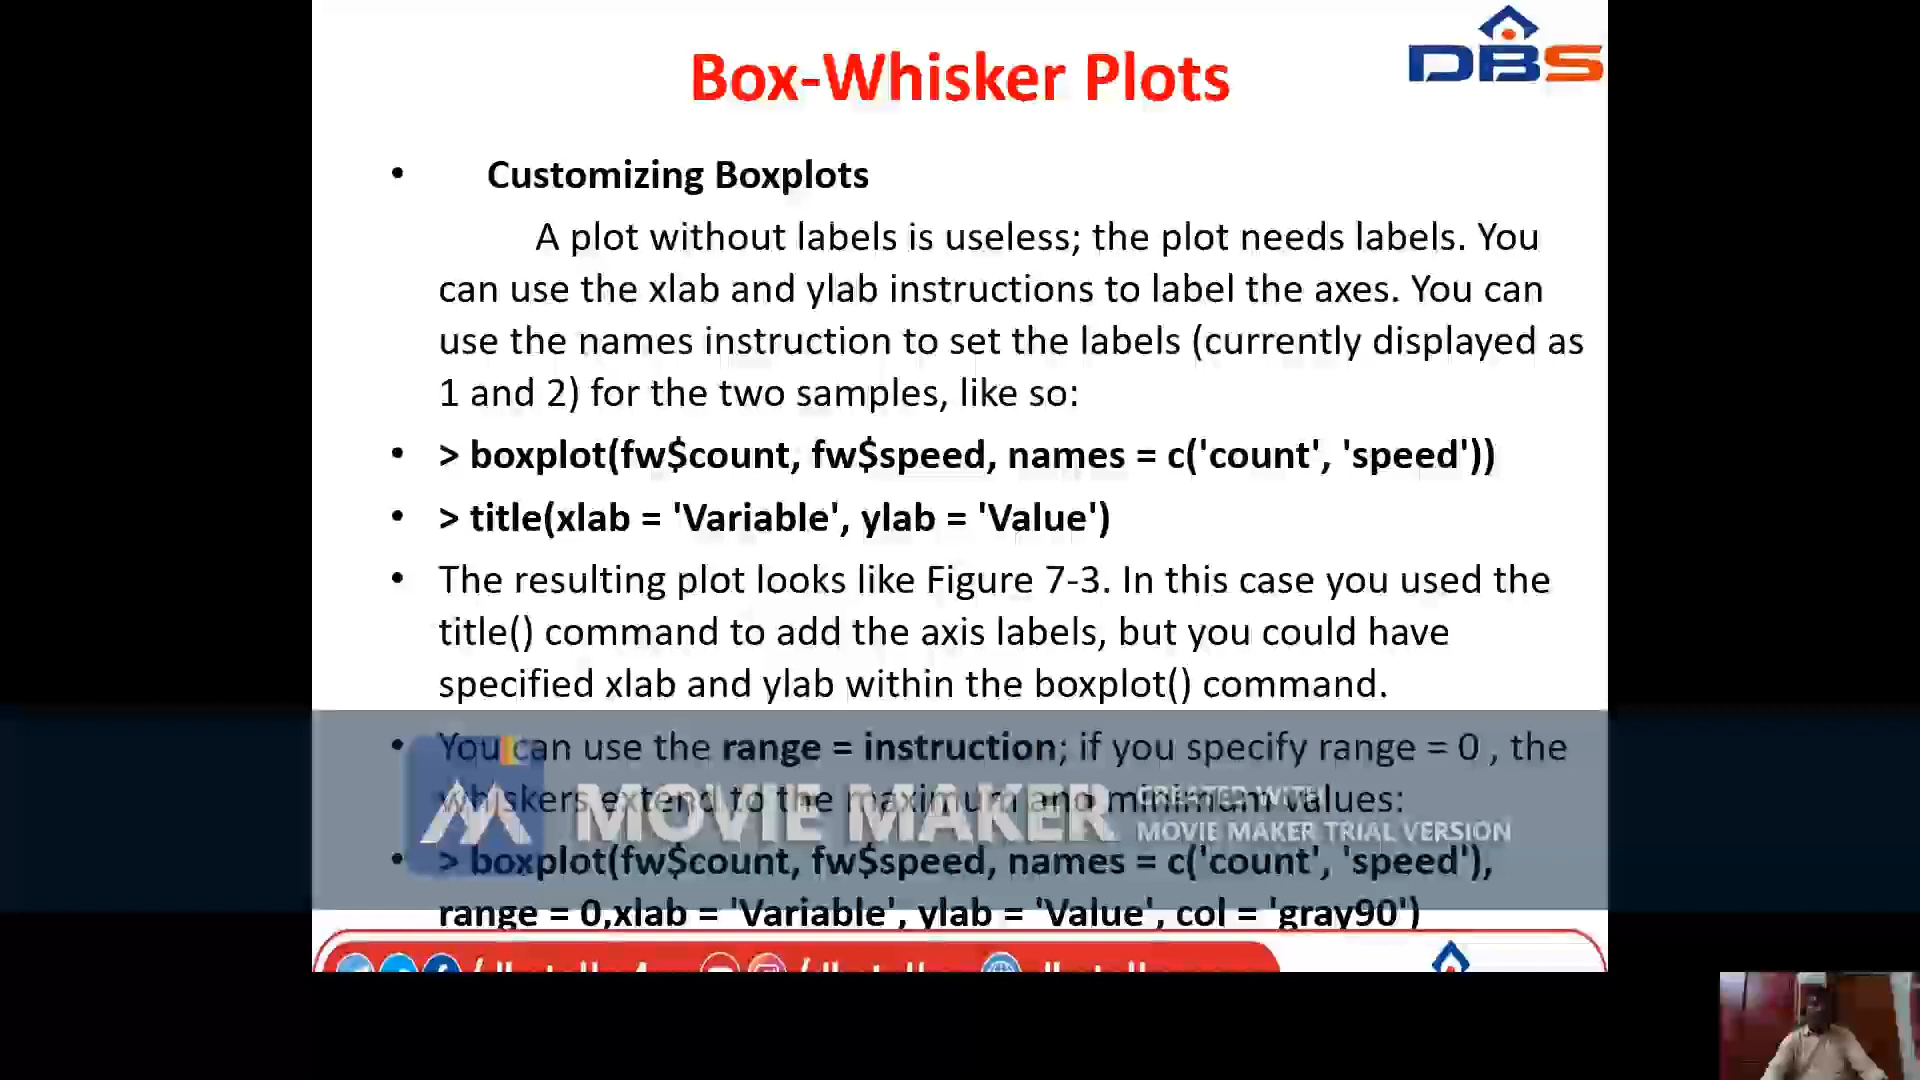 DBS
Box-Whisker Plots
• Customizing Boxplots
A plot without labels is useless; the plot needs labels. You
can use the xlab and ylab instructions to label the axes. You can
use the names instruction to set the labels (currently displayed as
1 and 2) for the two samples, like so:
• > boxplot(fw$count, fw$speed, names = c('count', 'speed'))
• > title(xlab = 'Variable', ylab = 'Value')
• The resulting plot looks like Figure 7-3. In this case you used the
title() command to add the axis labels, but you could have
specified xlab and ylab within the boxplot() command.
• You can use the range = instruction; if you specify range = 0 , the
whiskers extend to the maximum and minimum values:
MOVIE MAKER
CREATED WITH
MOVIE MAKER TRIAL VERSION
• > boxplot(fw$count, fw$speed, names = c('count', 'speed'),
range = 0,xlab = 'Variable', ylab = 'Value', col = 'gray90')